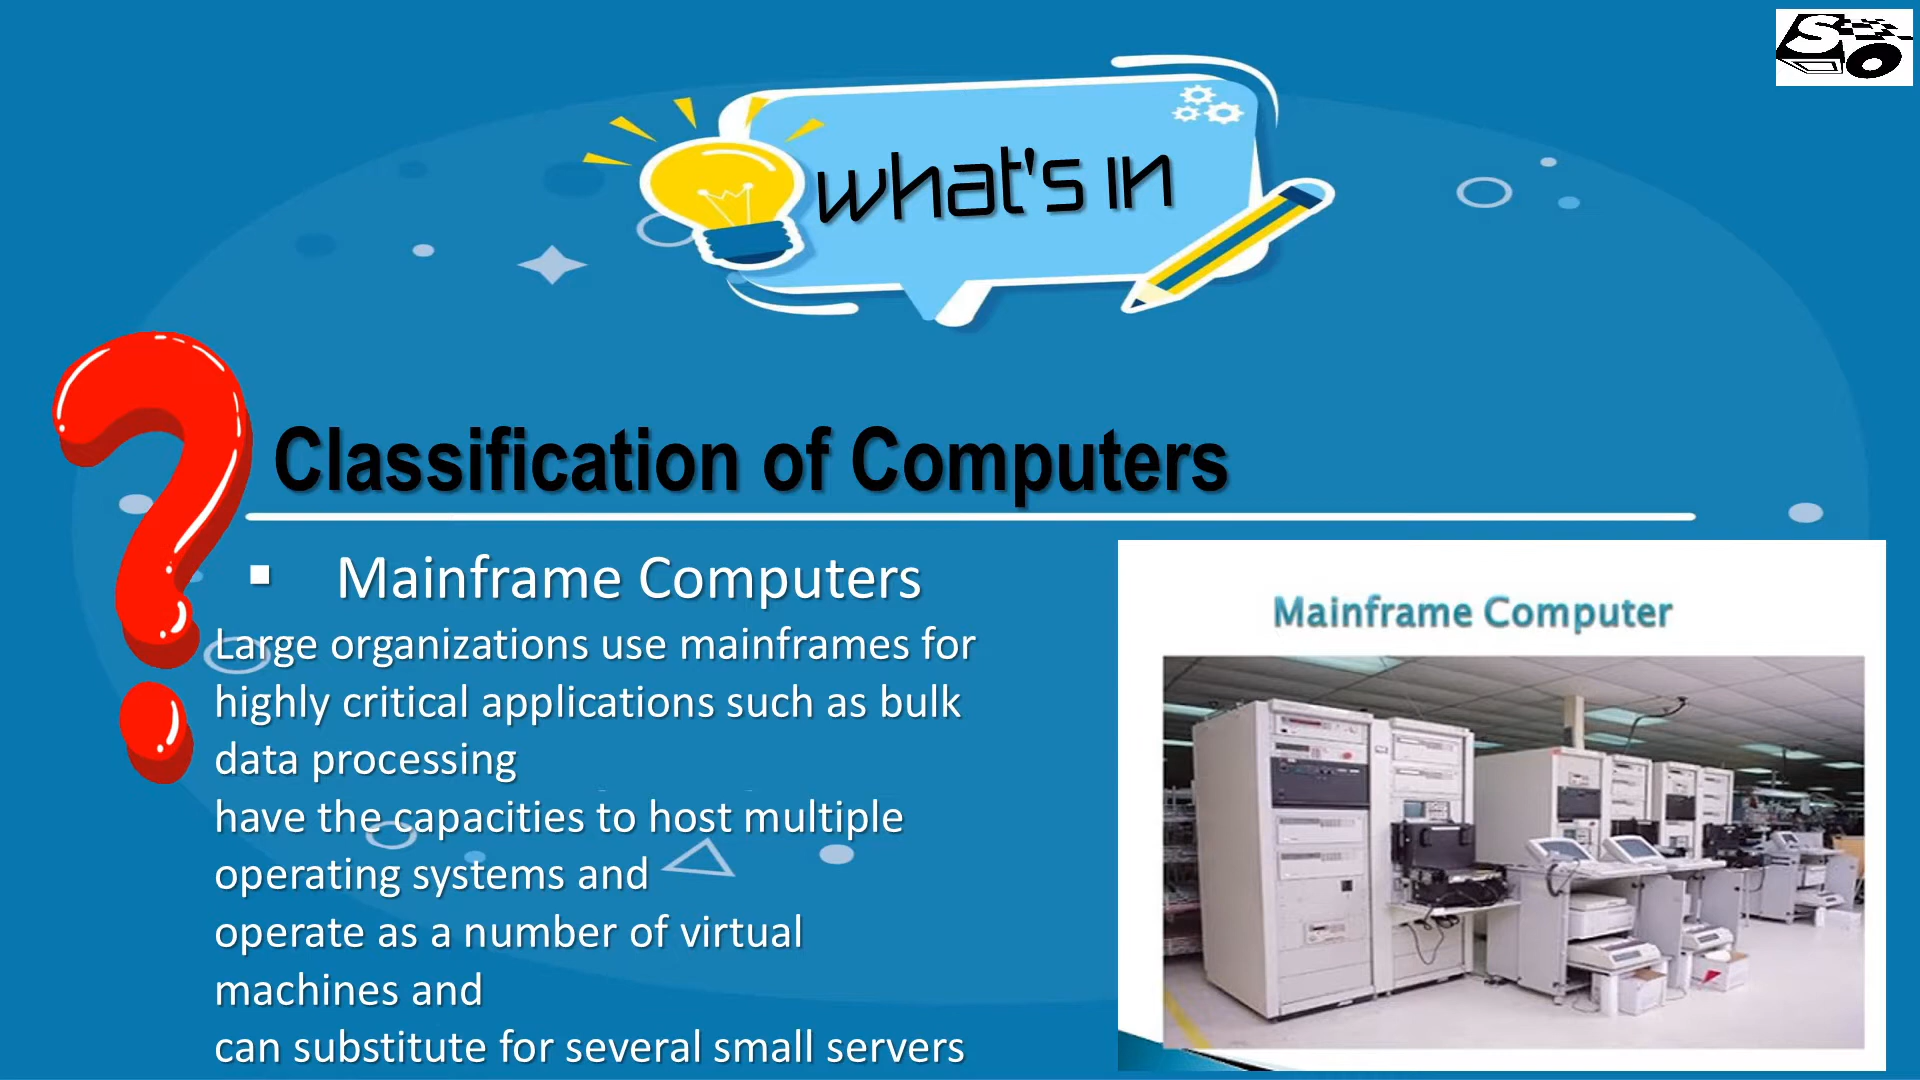 SO
what's in
Classification of Computers
▪ Mainframe Computers
Large organizations use mainframes for
highly critical applications such as bulk
data processing
have the capacities to host multiple
operating systems and
operate as a number of virtual
machines and
can substitute for several small servers
Mainframe Computer